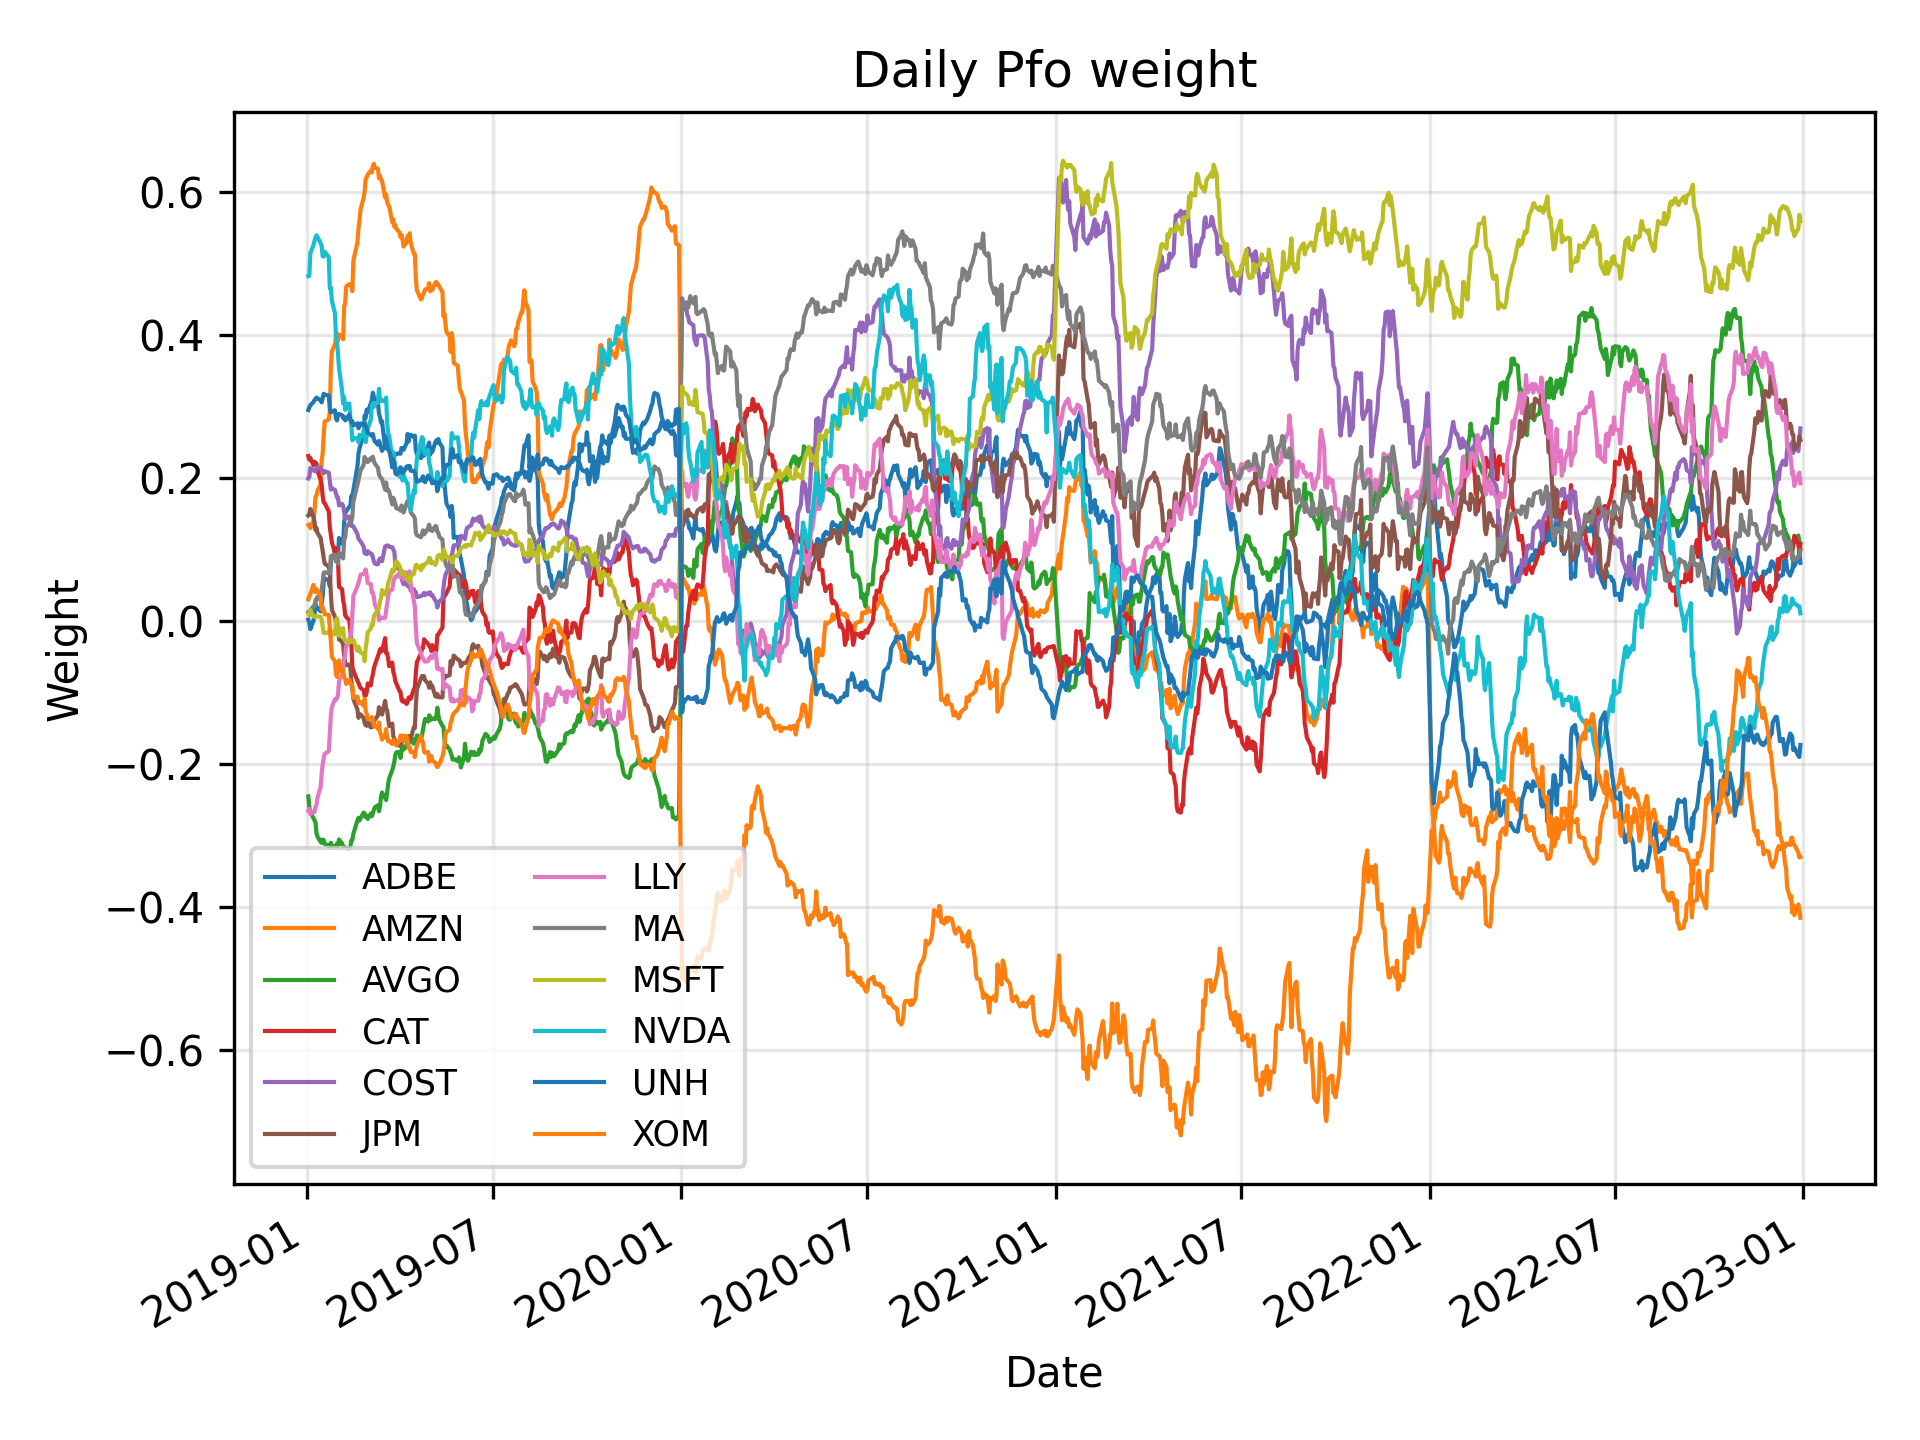 Daily Pfo weight
0.6
0.4
0.2
0.0
−0.2
−0.4
−0.6
Weight
ADBE
AMZN
AVGO
CAT
COST
JPM
LLY
MA
MSFT
NVDA
UNH
XOM
2019-01
2019-07
2020-01
2020-07
2021-01
2021-07
2022-01
2022-07
2023-01
Date